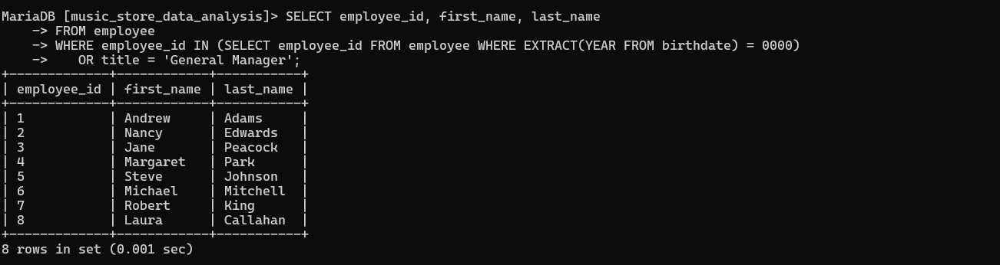 MariaDB [music_store_data_analysis]> SELECT employee_id, first_name, last_name
    -> FROM employee
    -> WHERE employee_id IN (SELECT employee_id FROM employee WHERE EXTRACT(YEAR FROM birthdate) = 0000)
    ->    OR title = 'General Manager';
+-------------+------------+-----------+
| employee_id | first_name | last_name |
+-------------+------------+-----------+
| 1           | Andrew     | Adams     |
| 2           | Nancy      | Edwards   |
| 3           | Jane       | Peacock   |
| 4           | Margaret   | Park      |
| 5           | Steve      | Johnson   |
| 6           | Michael    | Mitchell  |
| 7           | Robert     | King      |
| 8           | Laura      | Callahan  |
+-------------+------------+-----------+
8 rows in set (0.001 sec)